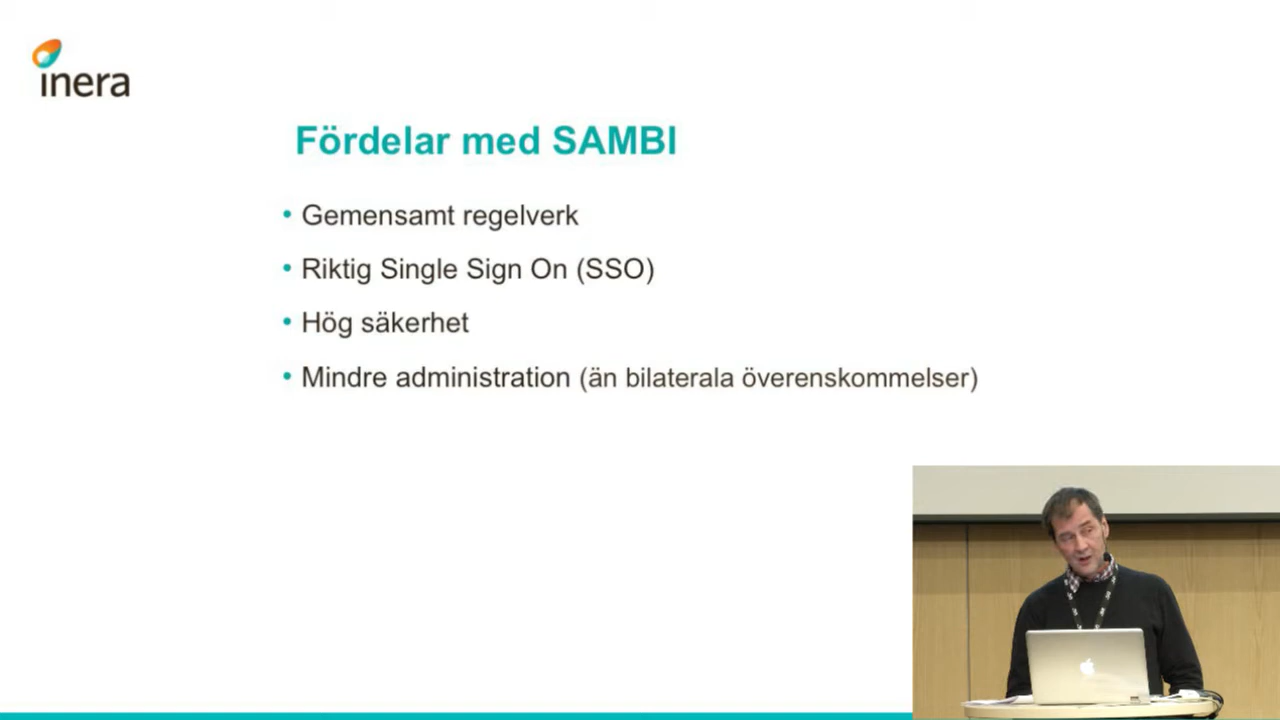 inera
Fördelar med SAMBI
• Gemensamt regelverk
• Riktig Single Sign On (SSO)
• Hög säkerhet
• Mindre administration (än bilaterala överenskommelser)